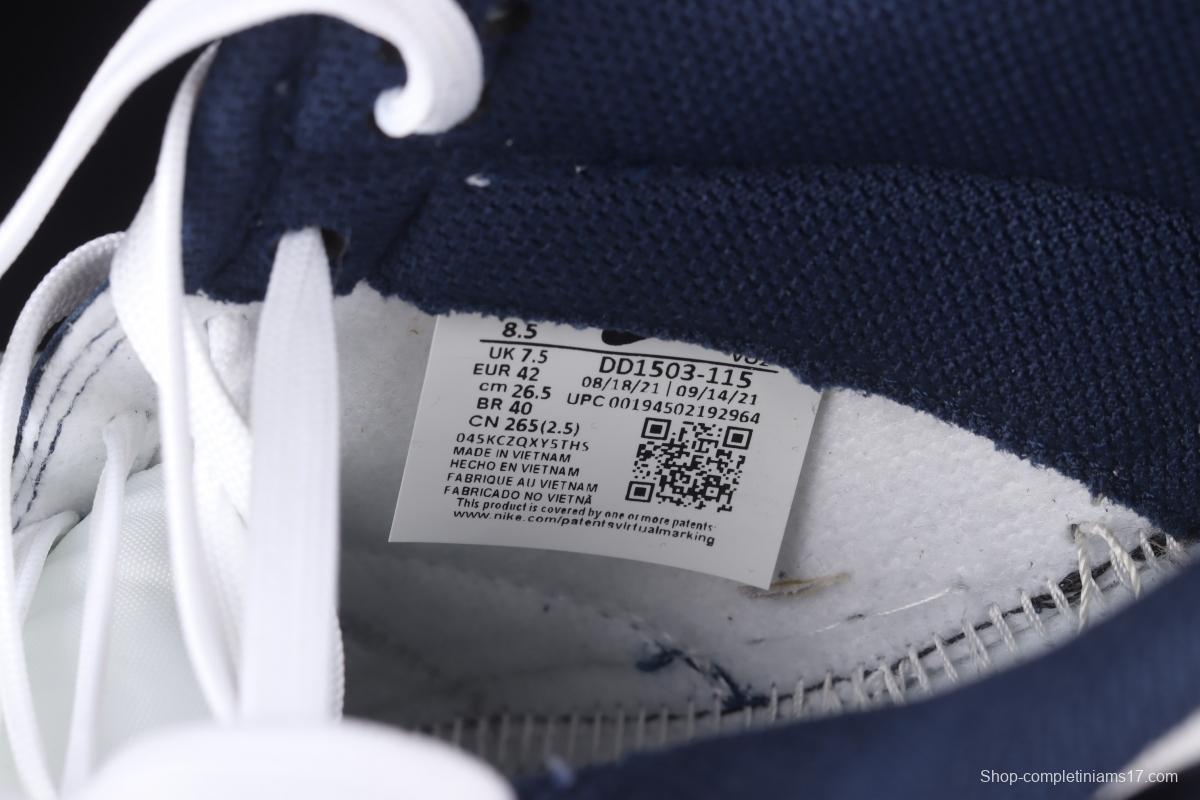 8.5
UK 7.5
EUR 42
cm 26.5
BR 40
CN 265(2.5)
DD1503-115
08/18/21 | 09/14/21
UPC 00194502192964
045KCZQXY5THS
MADE IN VIETNAM
HECHO EN VIETNAM
FABRIQUE AU VIETNAM
FABRICADO NO VIETNÃ
This product is covered by one or more patents.
www.nike.com/patentsvirtualmarking
Shop-completiniams17.com